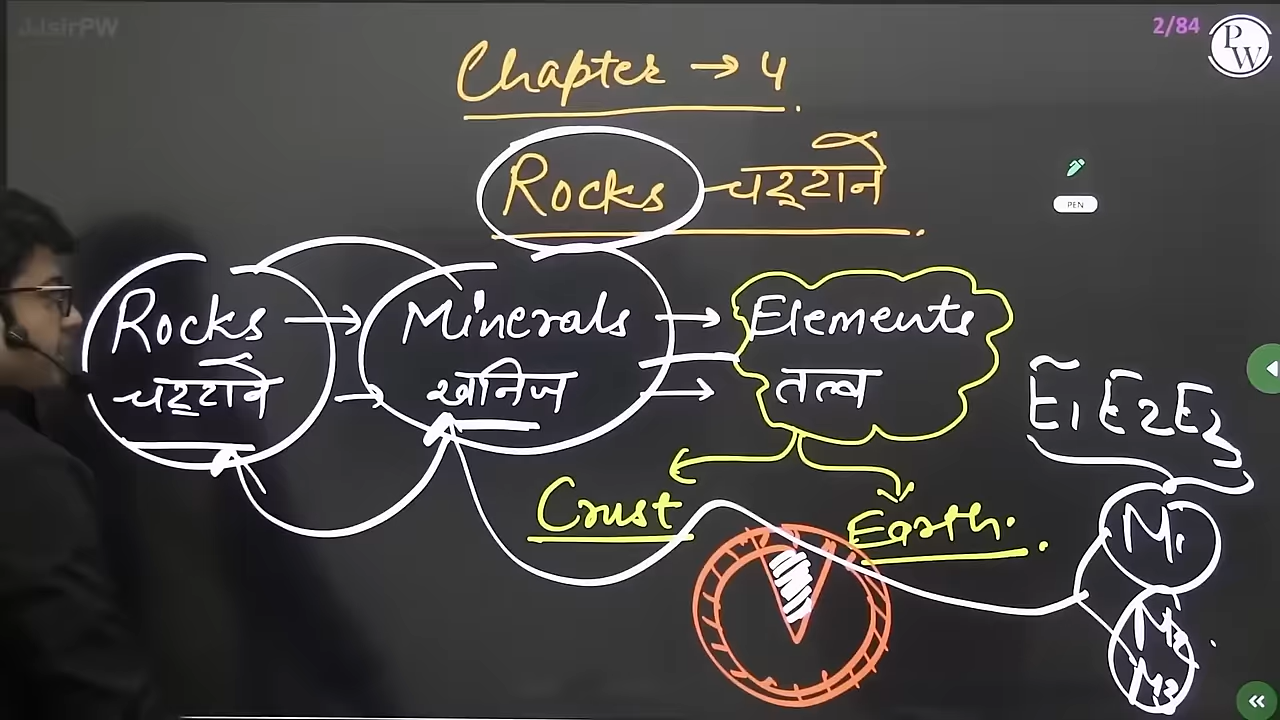 JJsirPW
2/84
PW
Chapter → 4
Rocks - चट्टाने
PEN
Rocks → Minerals → Elements
चट्टाने → खनिज → तत्व
E1 E2 E3
Crust Earth.
M1
M2
M3